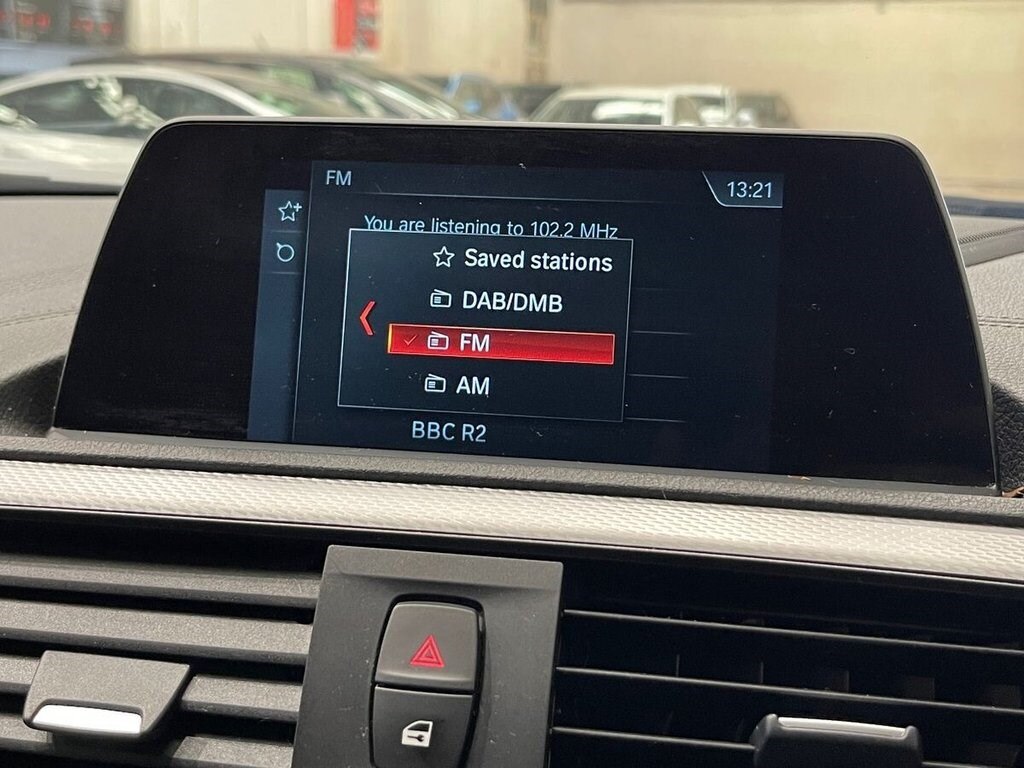 FM
13:21
You are listening to 102.2 MHz
Saved stations
DAB/DMB
FM
AM
BBC R2